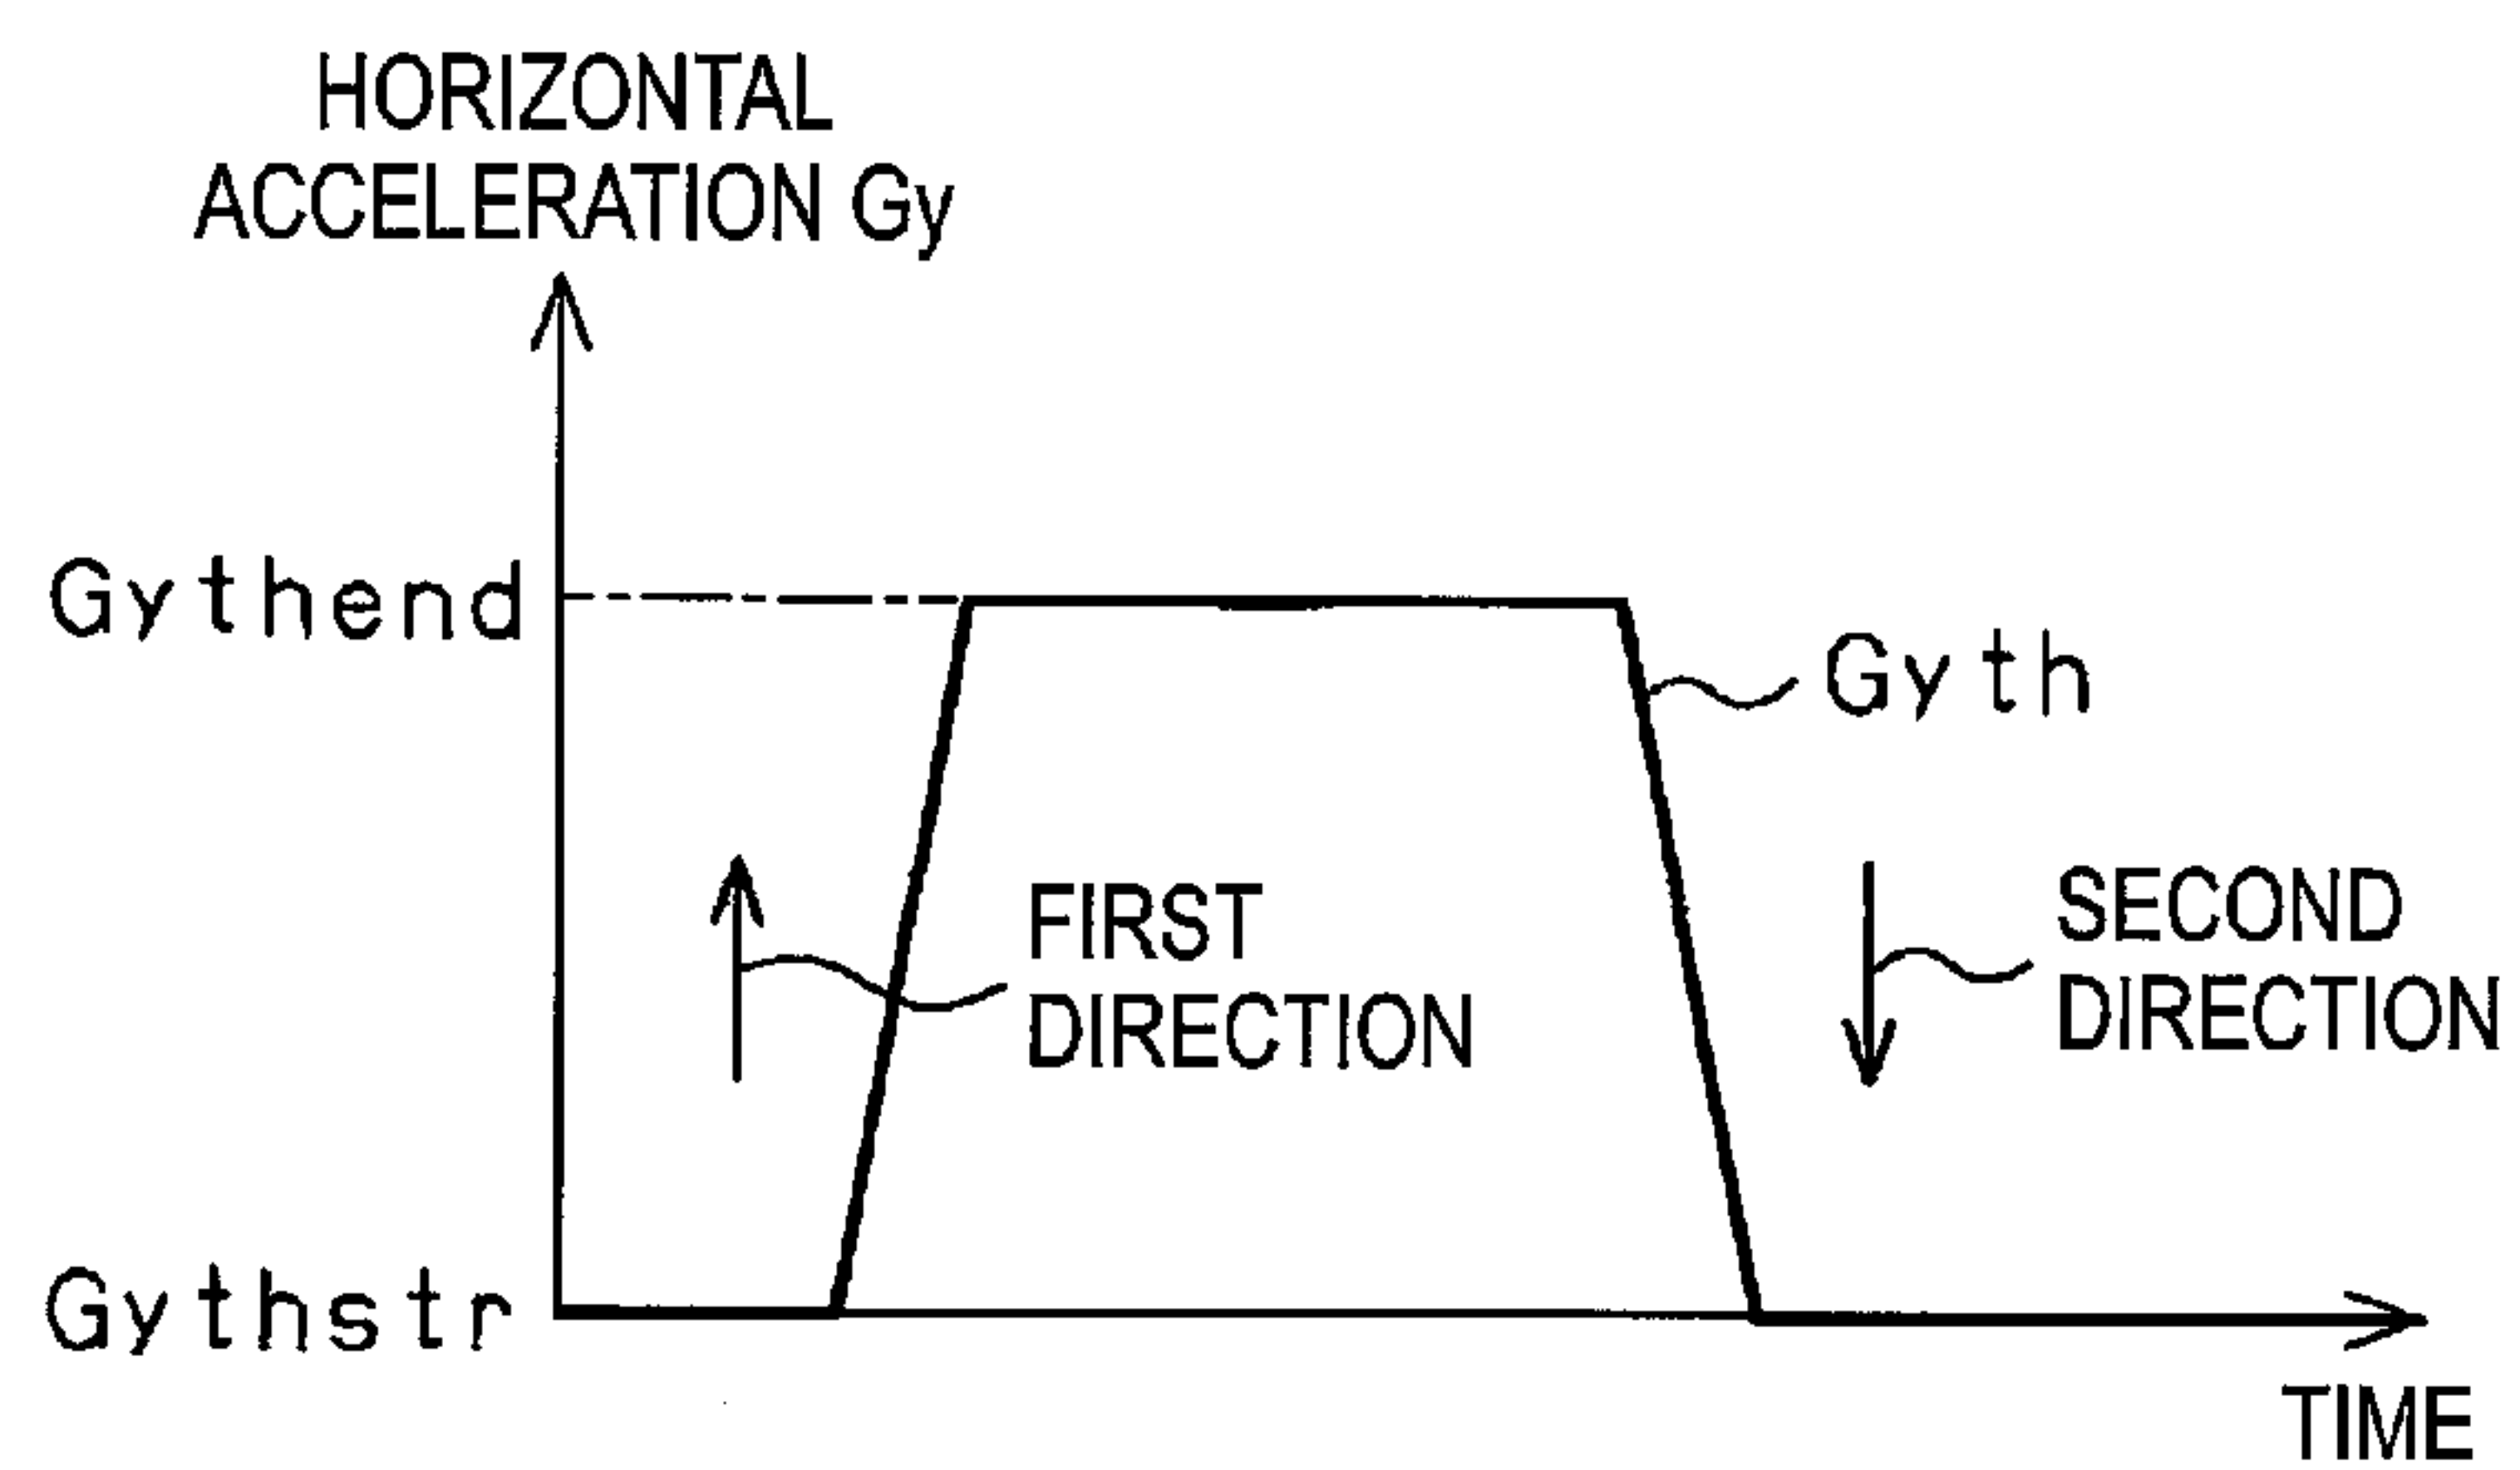 HORIZONTAL
ACCELERATION Gy
Gythend
Gyth
FIRST
DIRECTION
SECOND
DIRECTION
Gythstr
TIME